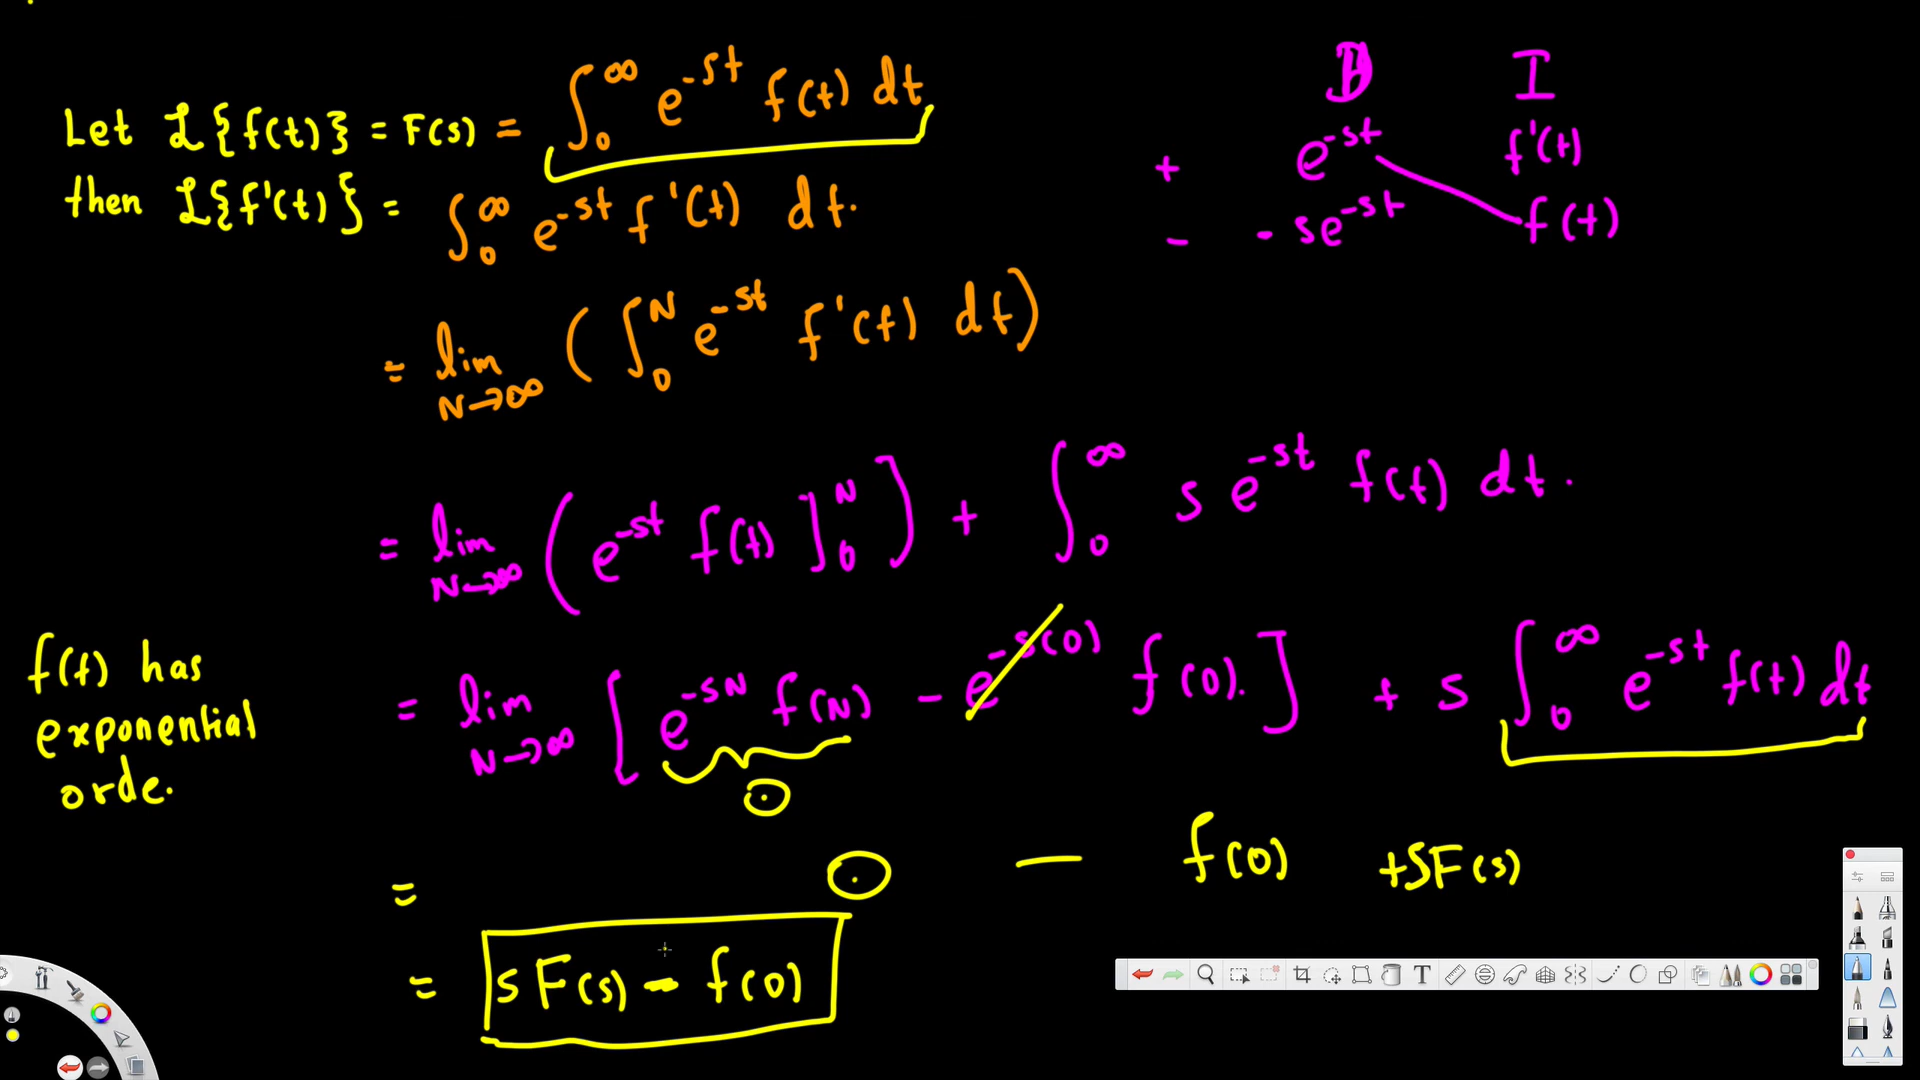 Let ℒ{f(t)} = F(s) = ∫₀^∞ e^{-st} f(t) dt
then ℒ{f'(t)} = ∫₀^∞ e^{-st} f'(t) dt.
D I
+ e^{-st} f'(t)
- -se^{-st} f(t)
= lim_{N→∞} ( ∫₀^N e^{-st} f'(t) dt)
= lim_{N→∞} ( e^{-st} f(t) ]₀^N ) + ∫₀^∞ s e^{-st} f(t) dt.
f(t) has
exponential
orde.
= lim_{N→∞} [ e^{-sN} f(N) - e^{-s(0)} f(0). ] + s ∫₀^∞ e^{-st} f(t) dt
0
= 0 — f(0) +sF(s)
= s F(s) - f(0)